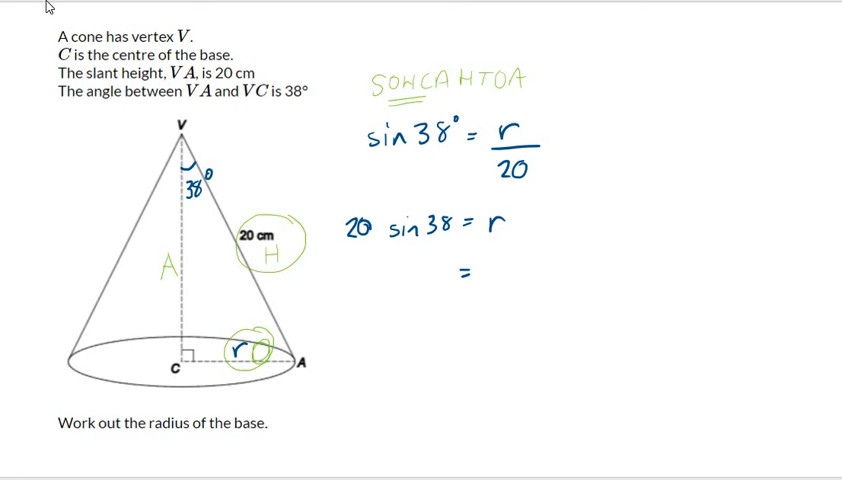 A cone has vertex V.
C is the centre of the base.
The slant height, VA, is 20 cm
The angle between VA and VC is 38°
SOHCAHTOA
sin 38° = r
20
V
38°
20 sin 38 = r
20 cm
H
A
=
r O
C
A
Work out the radius of the base.